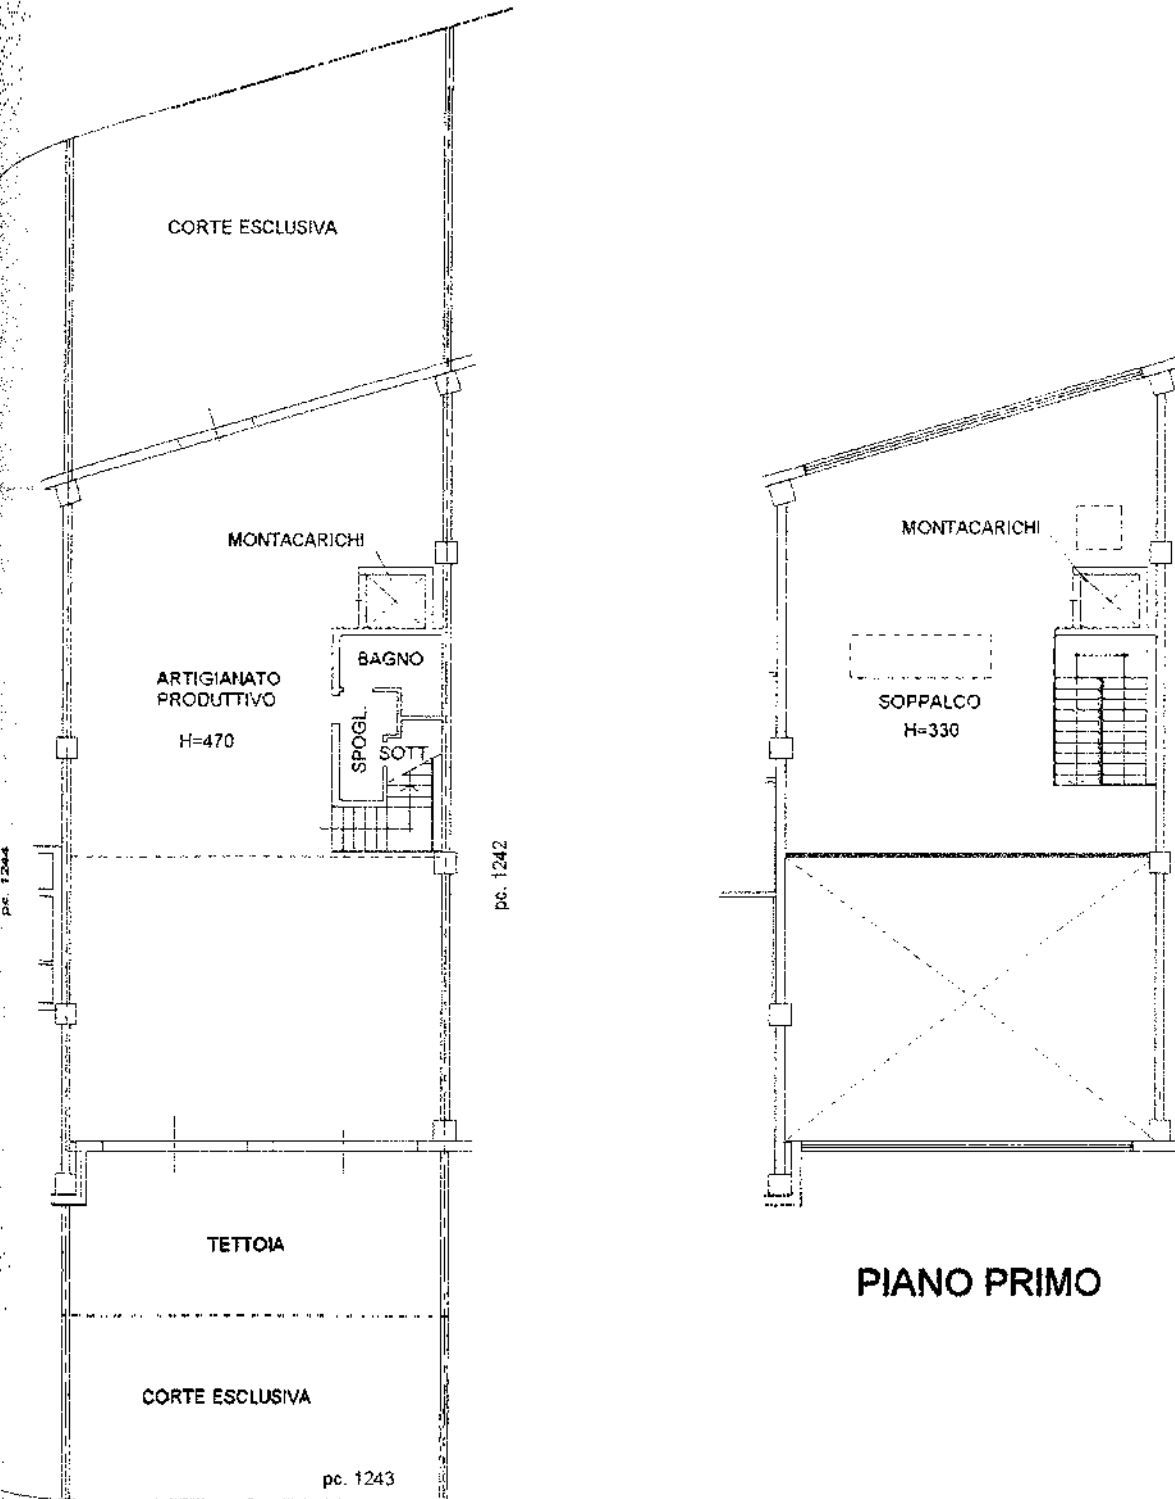 CORTE ESCLUSIVA
MONTACARICHI
BAGNO
ARTIGIANATO
PRODUTTIVO
H=470
SPOGL
SOTT
pc. 1244
pc. 1242
TETTOIA
CORTE ESCLUSIVA
pc. 1243
MONTACARICHI
SOPPALCO
H=330
PIANO PRIMO